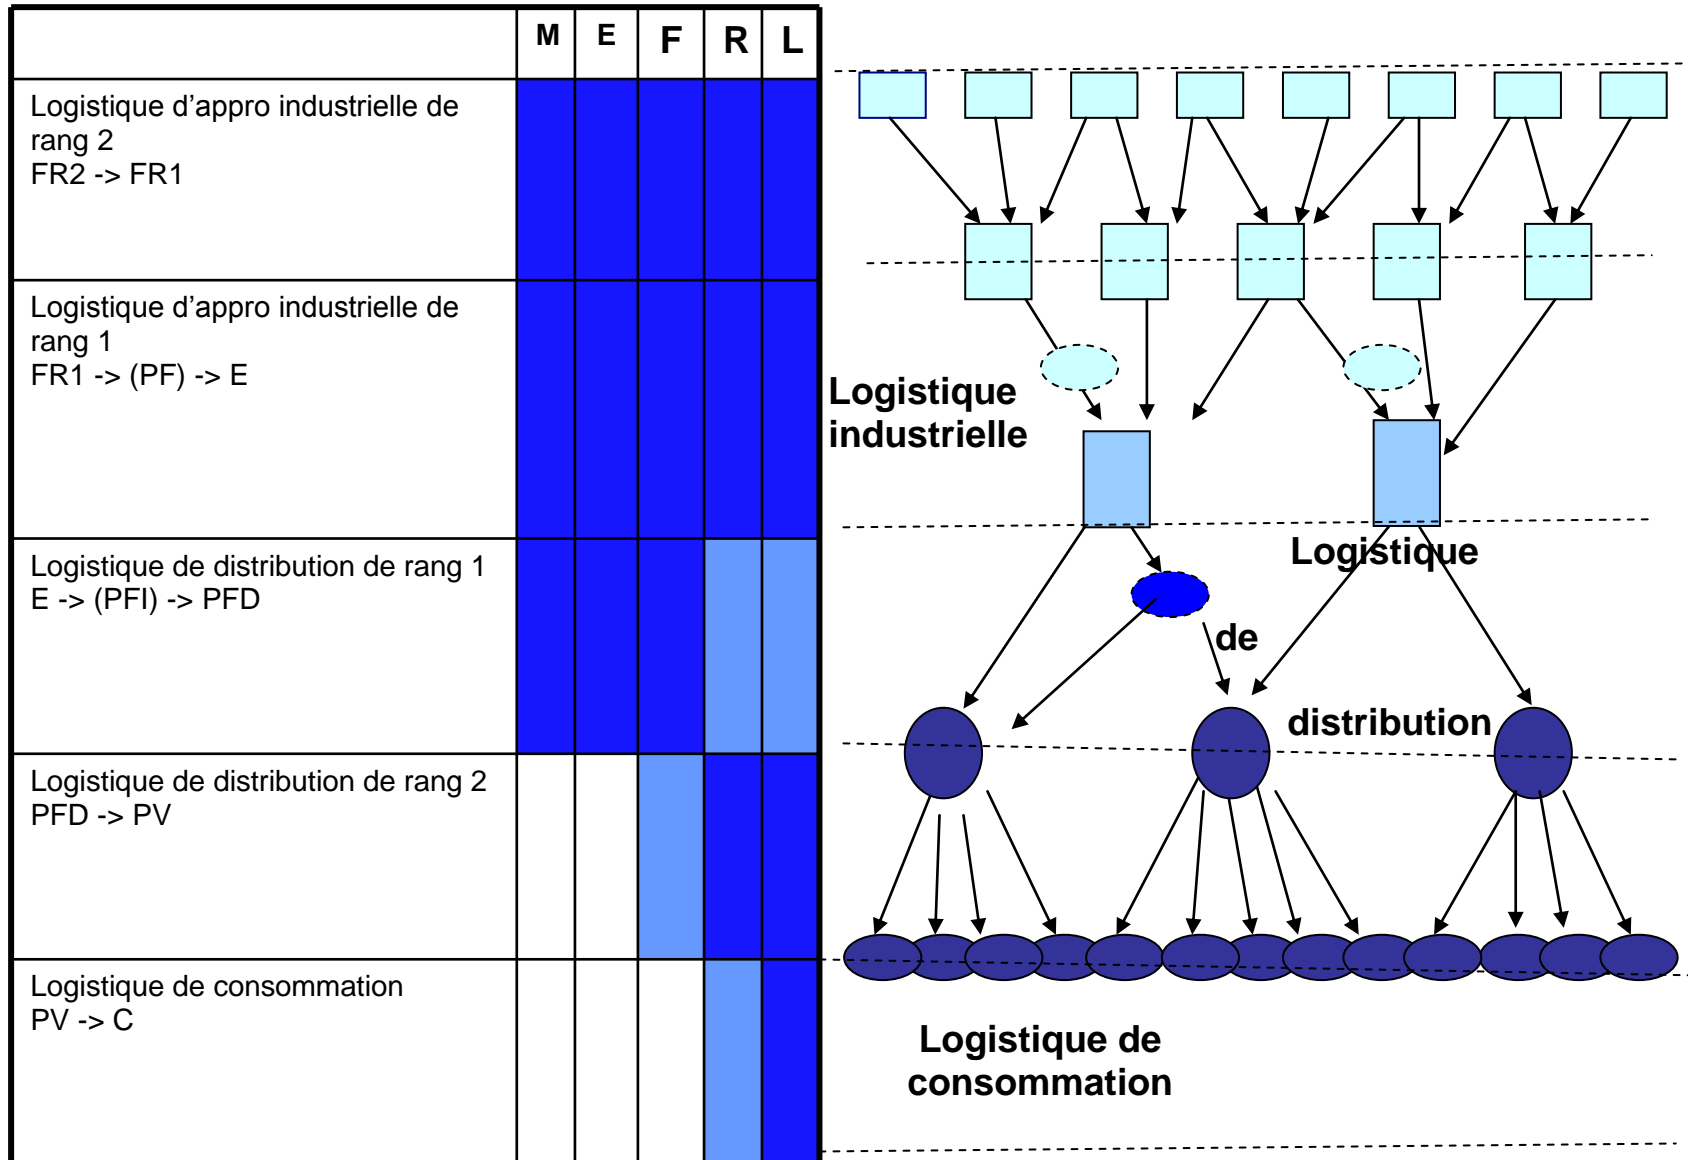 M E F R L
Logistique d'appro industrielle de
rang 2
FR2 -> FR1
Logistique d'appro industrielle de
rang 1
FR1 -> (PF) -> E
Logistique de distribution de rang 1
E -> (PFI) -> PFD
Logistique de distribution de rang 2
PFD -> PV
Logistique de consommation
PV -> C
Logistique
industrielle
Logistique
de
distribution
Logistique de
consommation